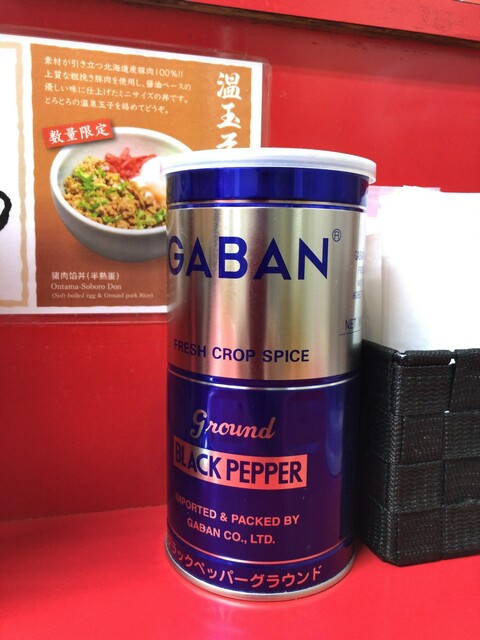 素材が引き立つ北海道産豚肉100%!!
上質な粗挽き豚肉を使用し、醤油ベースの
優しい味に仕上げたミニサイズの丼です。
とろとろの温泉玉子を絡めてどうぞ。
温玉
数量限定
猪肉馅丼(半熟蛋)
Ontama-Soboro Don
(Soft-boiled egg & Ground pork Rice)
GABAN®
FRESH CROP SPICE
Ground
BLACK PEPPER
IMPORTED & PACKED BY
GABAN CO., LTD.
ラックペッパーグラウンド